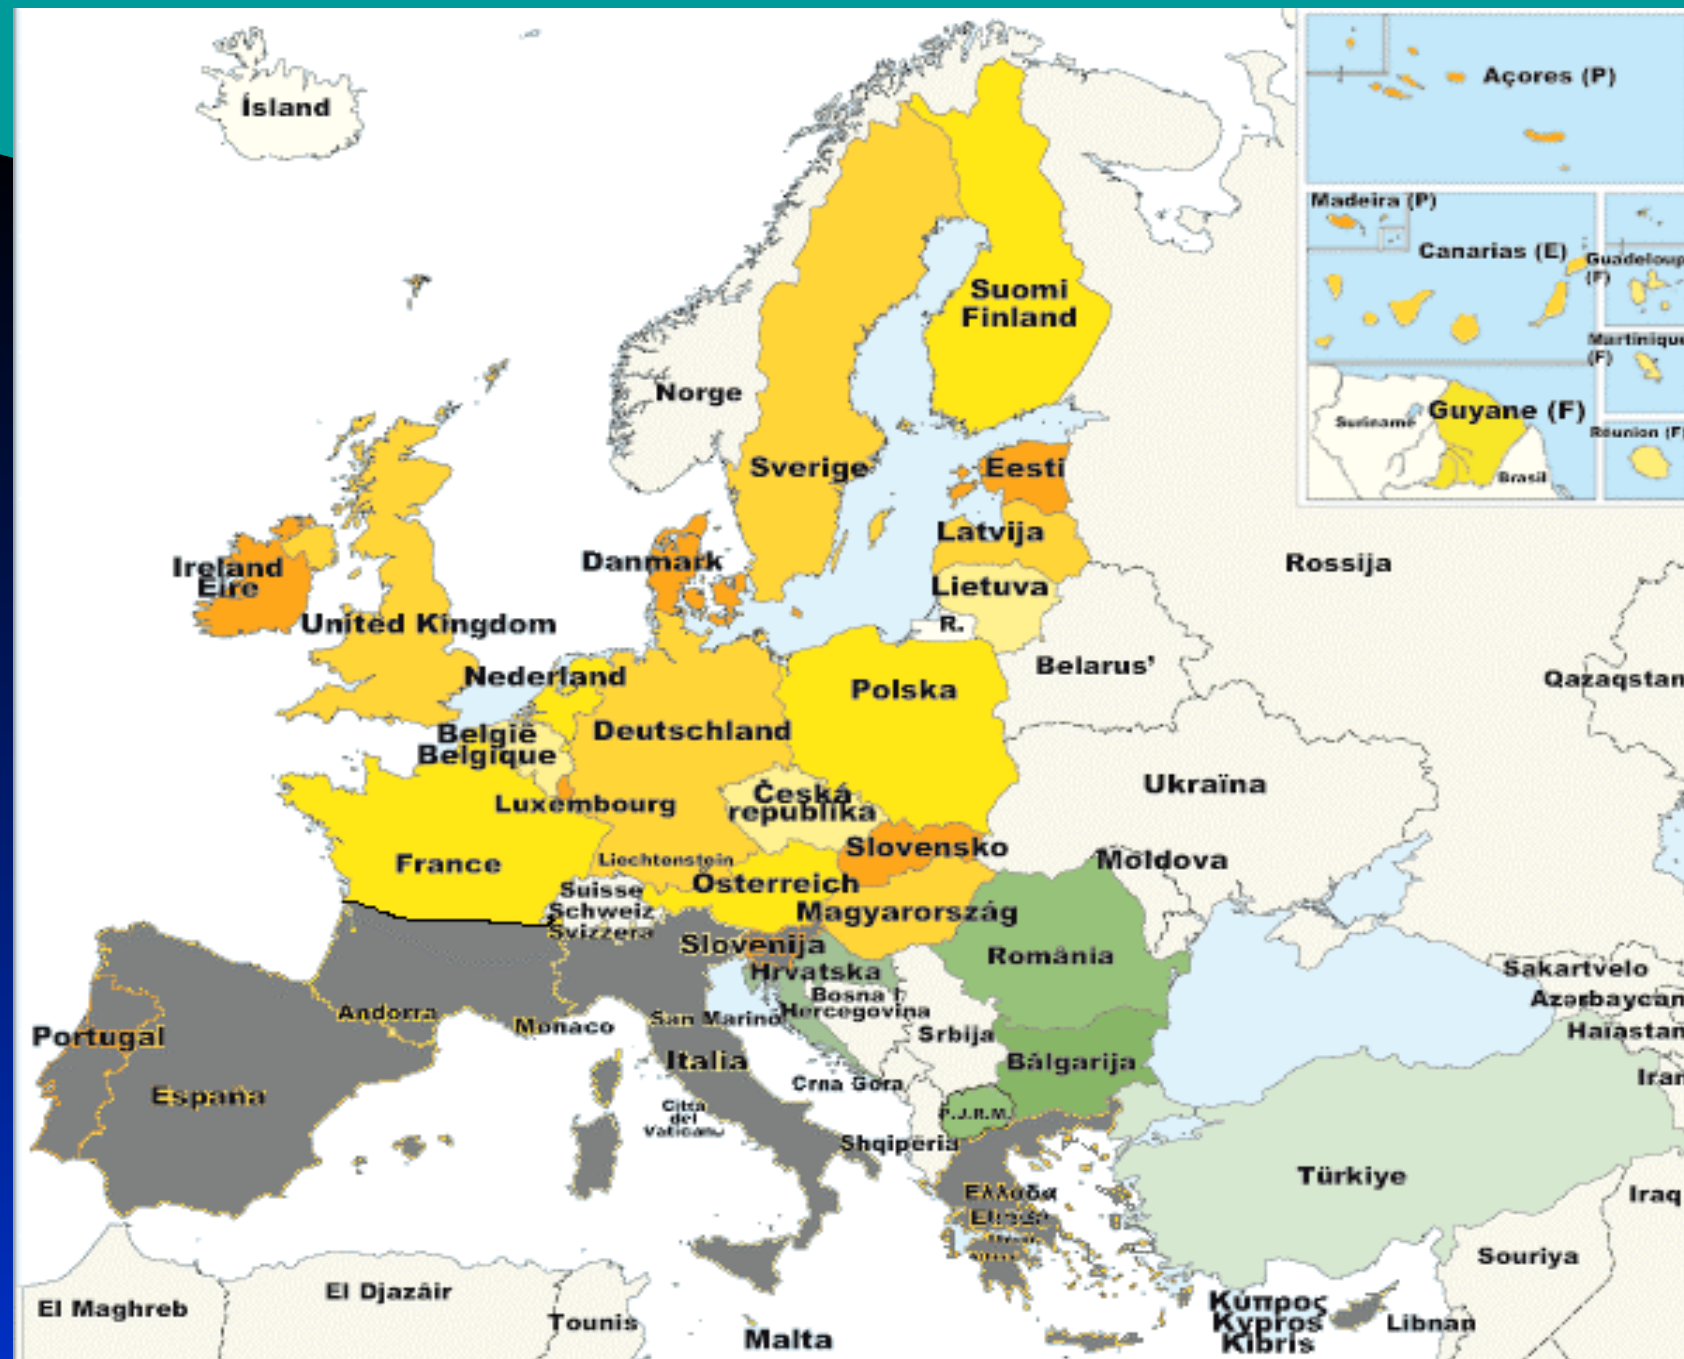 Ísland
Açores (P)
Madeira (P)
Canarias (E)
Guadeloup
(F)
Martinique
(F)
Guyane (F)
Suriname
Brasil
Réunion (F)
Suomi
Finland
Norge
Sverige
Eesti
Latvija
Lietuva
R.
Danmark
Ireland
Éire
United Kingdom
Rossija
Nederland
Belarus'
Qazaqstan
Polska
België
Belgique
Deutschland
Ukraïna
Luxembourg
Česká
republika
Slovensko
France
Liechtenstein
Moldova
Österreich
Suisse
Schweiz
Svizzera
Magyarország
Slovenija
România
Hrvatska
Sakartvelo
Bosna i
Hercegovina
Azərbaycan
Andorra
Monaco
San Marino
Srbija
Haïastan
Portugal
Italia
Bălgarija
Iran
España
Crna Gora
Città
del
Vaticano
P.J.R.M.
Shqipëria
Türkiye
Ελλάδα
Iraq
Souriya
El Maghreb
El Djazâir
Tounis
Malta
Κύπρος
Kypros
Kibris
Libnan